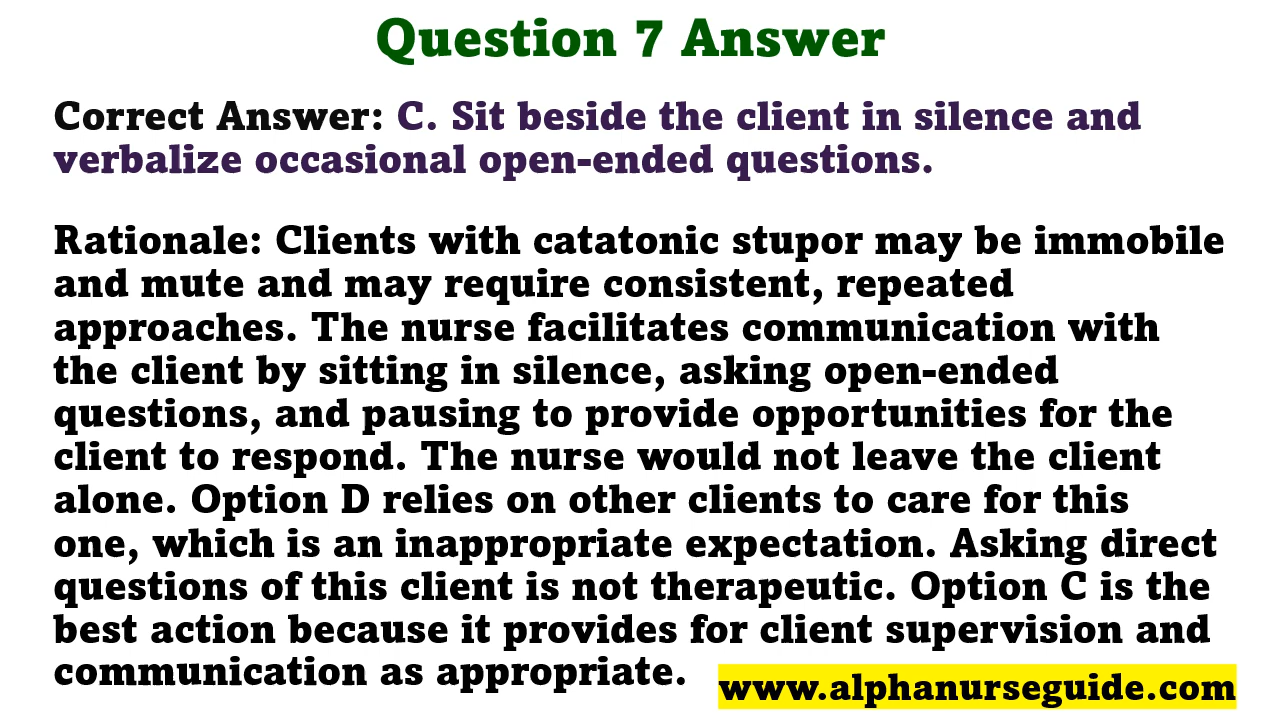 Question 7 Answer
Correct Answer: C. Sit beside the client in silence and
verbalize occasional open-ended questions.
Rationale: Clients with catatonic stupor may be immobile
and mute and may require consistent, repeated
approaches. The nurse facilitates communication with
the client by sitting in silence, asking open-ended
questions, and pausing to provide opportunities for the
client to respond. The nurse would not leave the client
alone. Option D relies on other clients to care for this
one, which is an inappropriate expectation. Asking direct
questions of this client is not therapeutic. Option C is the
best action because it provides for client supervision and
communication as appropriate.
www.alphanurseguide.com